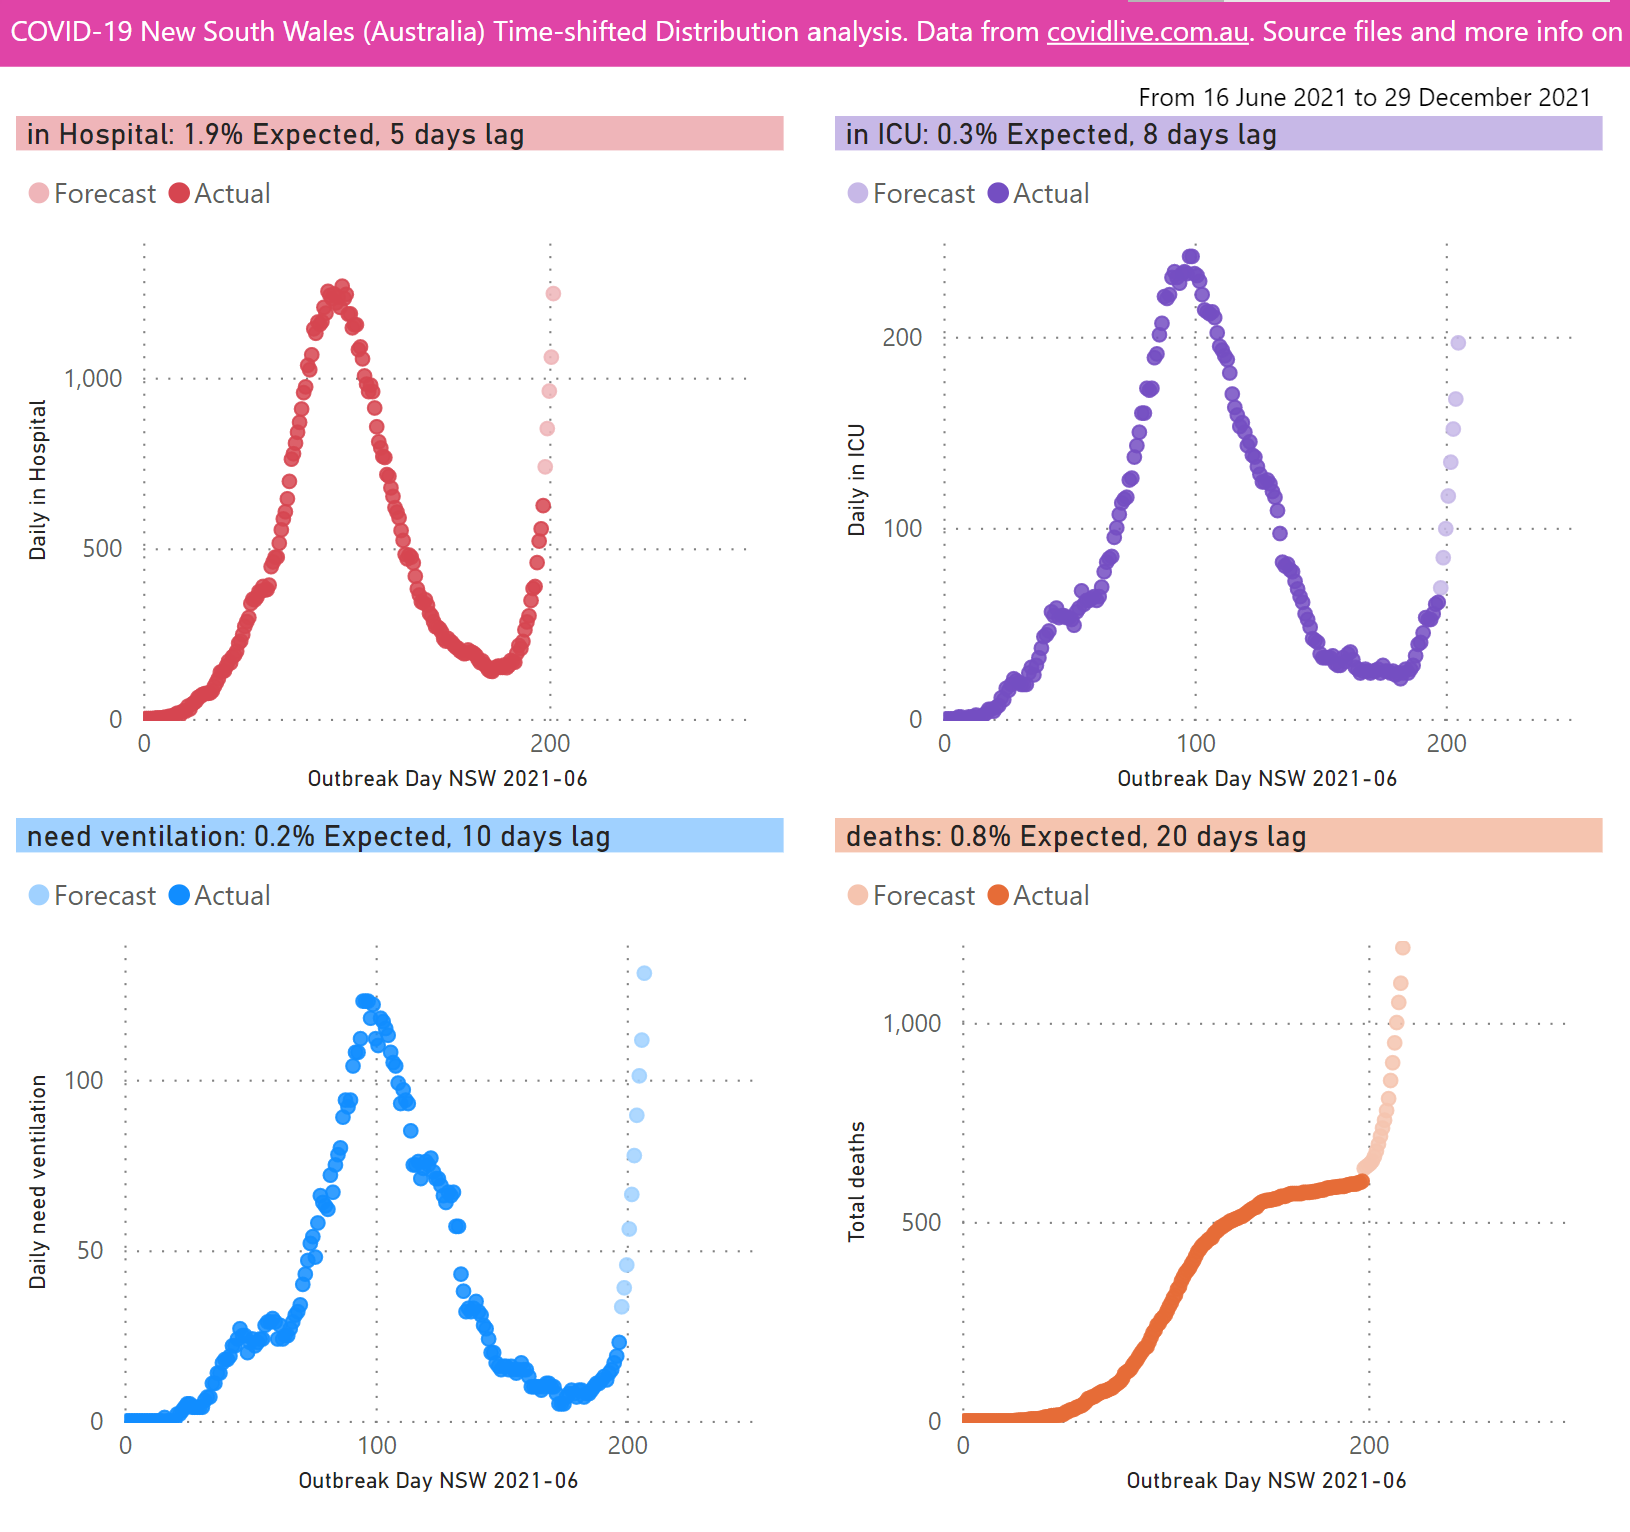 COVID-19 New South Wales (Australia) Time-shifted Distribution analysis. Data from covidlive.com.au. Source files and more info on
From 16 June 2021 to 29 December 2021
in Hospital: 1.9% Expected, 5 days lag
Forecast Actual
Daily in Hospital
1,000
500
0
0 200
Outbreak Day NSW 2021-06
in ICU: 0.3% Expected, 8 days lag
Forecast Actual
Daily in ICU
200
100
0
0 100 200
Outbreak Day NSW 2021-06
need ventilation: 0.2% Expected, 10 days lag
Forecast Actual
Daily need ventilation
100
50
0
0 100 200
Outbreak Day NSW 2021-06
deaths: 0.8% Expected, 20 days lag
Forecast Actual
Total deaths
1,000
500
0
0 200
Outbreak Day NSW 2021-06